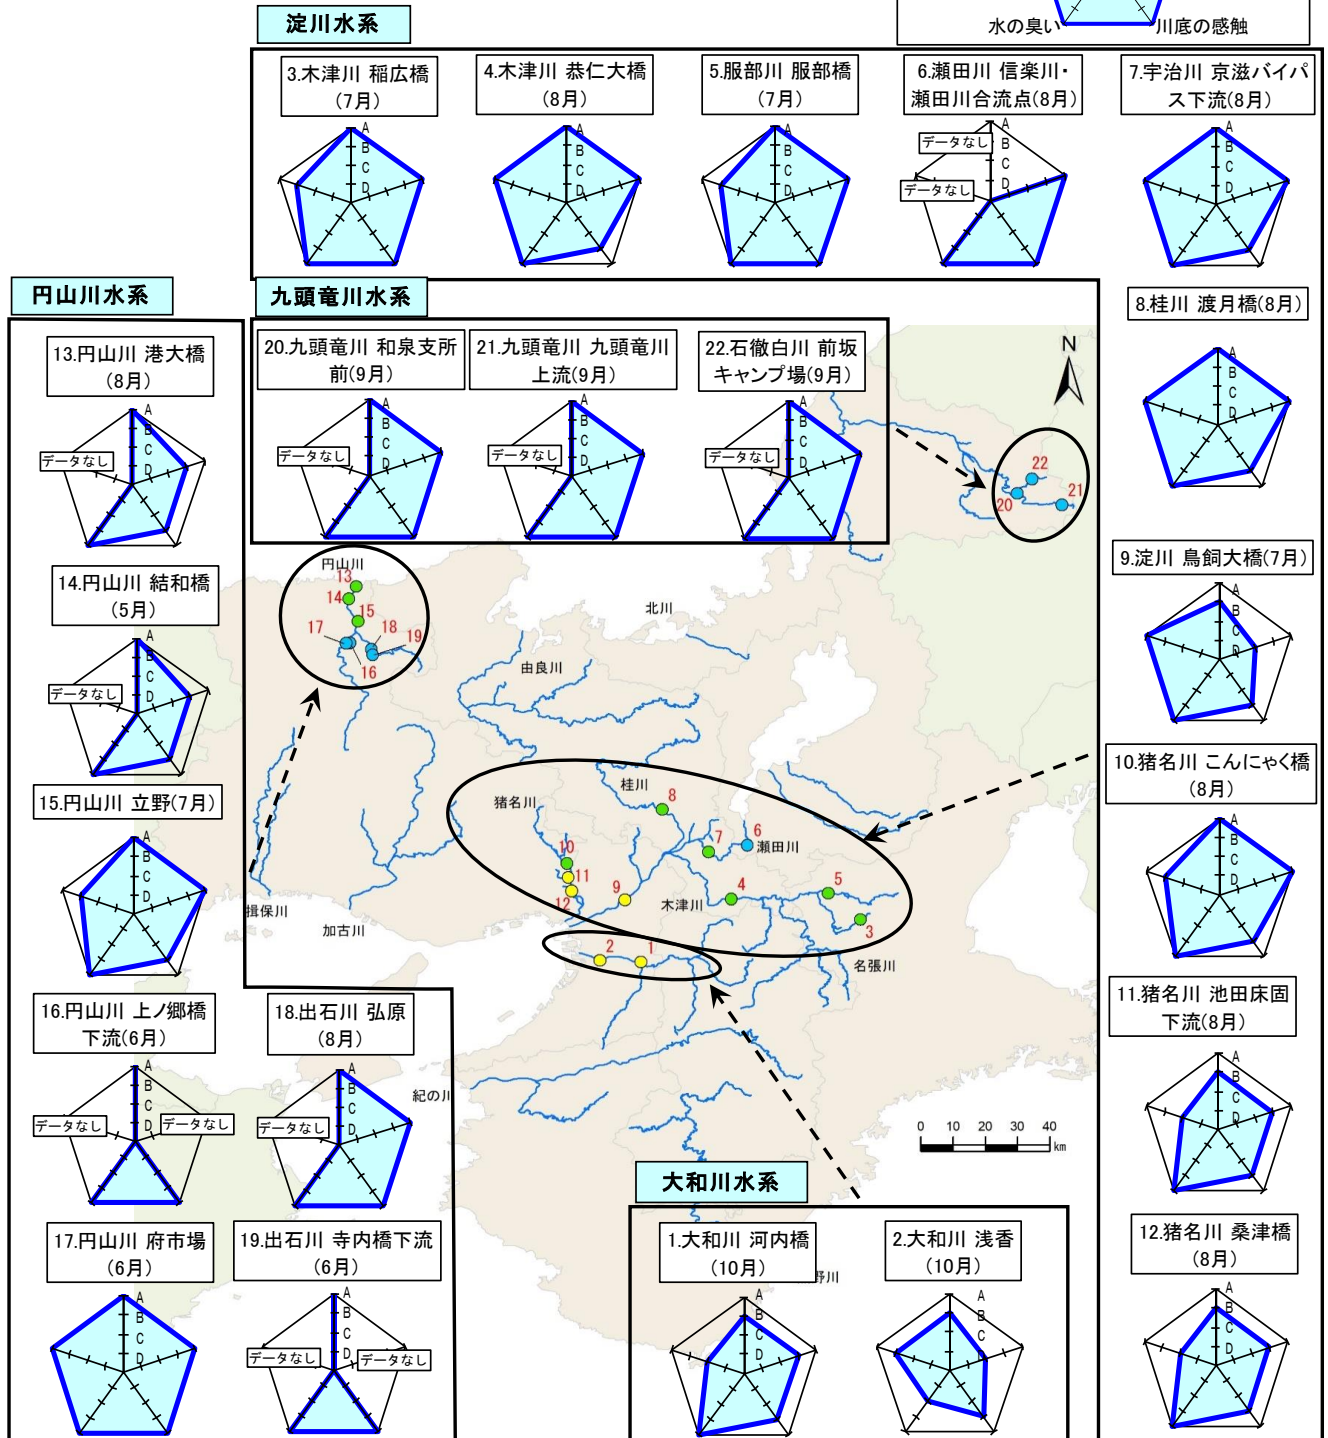 水の臭い
川底の感触
淀川水系
3.木津川 稲広橋
(7月)
A
B
C
D
4.木津川 恭仁大橋
(8月)
A
B
C
D
5.服部川 服部橋
(7月)
A
B
C
D
6.瀬田川 信楽川・
瀬田川合流点(8月)
A
B
C
D
データなし
データなし
7.宇治川 京滋バイパ
ス下流(8月)
A
B
C
D
8.桂川 渡月橋(8月)
A
B
C
D
9.淀川 鳥飼大橋(7月)
A
B
C
D
10.猪名川 こんにゃく橋
(8月)
A
B
C
D
11.猪名川 池田床固
下流(8月)
A
B
C
D
12.猪名川 桑津橋
(8月)
A
B
C
D
円山川水系
13.円山川 港大橋
(8月)
A
B
C
D
データなし
14.円山川 結和橋
(5月)
A
B
C
D
データなし
15.円山川 立野(7月)
A
B
C
D
16.円山川 上ノ郷橋
下流(6月)
A
B
C
D
データなし
データなし
17.円山川 府市場
(6月)
A
B
C
D
18.出石川 弘原
(8月)
A
B
C
D
データなし
19.出石川 寺内橋下流
(6月)
A
B
C
D
データなし
データなし
九頭竜川水系
20.九頭竜川 和泉支所
前(9月)
A
B
C
D
データなし
21.九頭竜川 九頭竜川
上流(9月)
A
B
C
D
データなし
22.石徹白川 前坂
キャンプ場(9月)
A
B
C
D
データなし
N
22
20
21
円山川
13
14
15
17
18
19
16
北川
由良川
桂川
8
猪名川
10
11
12
9
7
6
瀬田川
木津川
4
5
3
名張川
2
1
揖保川
加古川
紀の川
野川
0 10 20 30 40
km
大和川水系
1.大和川 河内橋
(10月)
A
B
C
D
2.大和川 浅香
(10月)
A
B
C